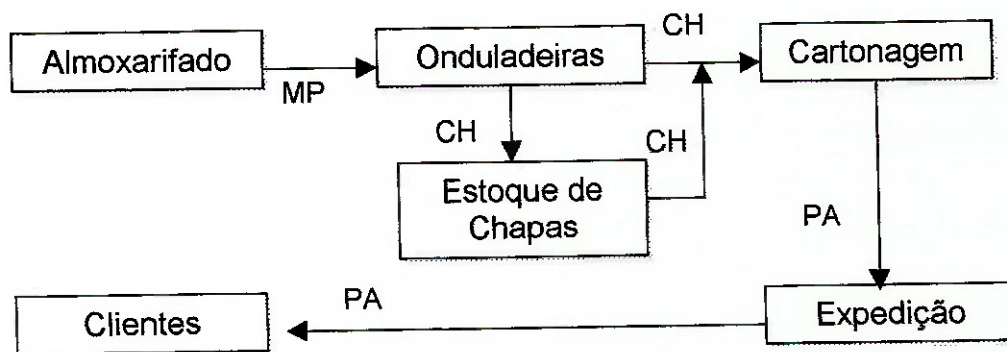 Almoxarifado
MP
Onduladeiras
CH
Cartonagem
CH
CH
Estoque de
Chapas
PA
Expedição
PA
Clientes